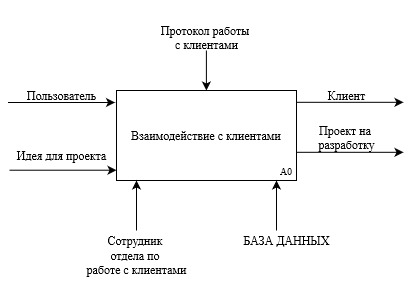 Протокол работы
с клиентами
Пользователь
Клиент
Взаимодействие с клиентами
Проект на
разработку
Идея для проекта
A0
Сотрудник
отдела по
работе с клиентами
БАЗА ДАННЫХ